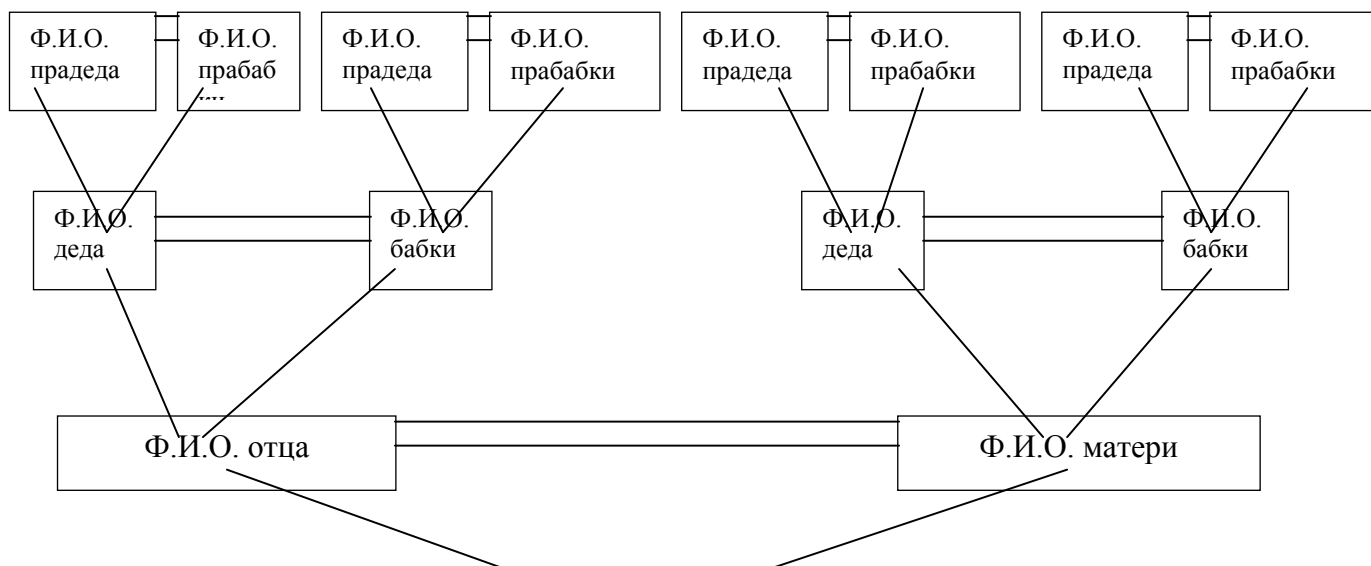 Ф.И.О.
прадеда
Ф.И.О.
прабаб
Ф.И.О.
прадеда
Ф.И.О.
прабабки
Ф.И.О.
прадеда
Ф.И.О.
прабабки
Ф.И.О.
прадеда
Ф.И.О.
прабабки
Ф.И.О.
деда
Ф.И.О.
бабки
Ф.И.О.
деда
Ф.И.О.
бабки
Ф.И.О. отца
Ф.И.О. матери